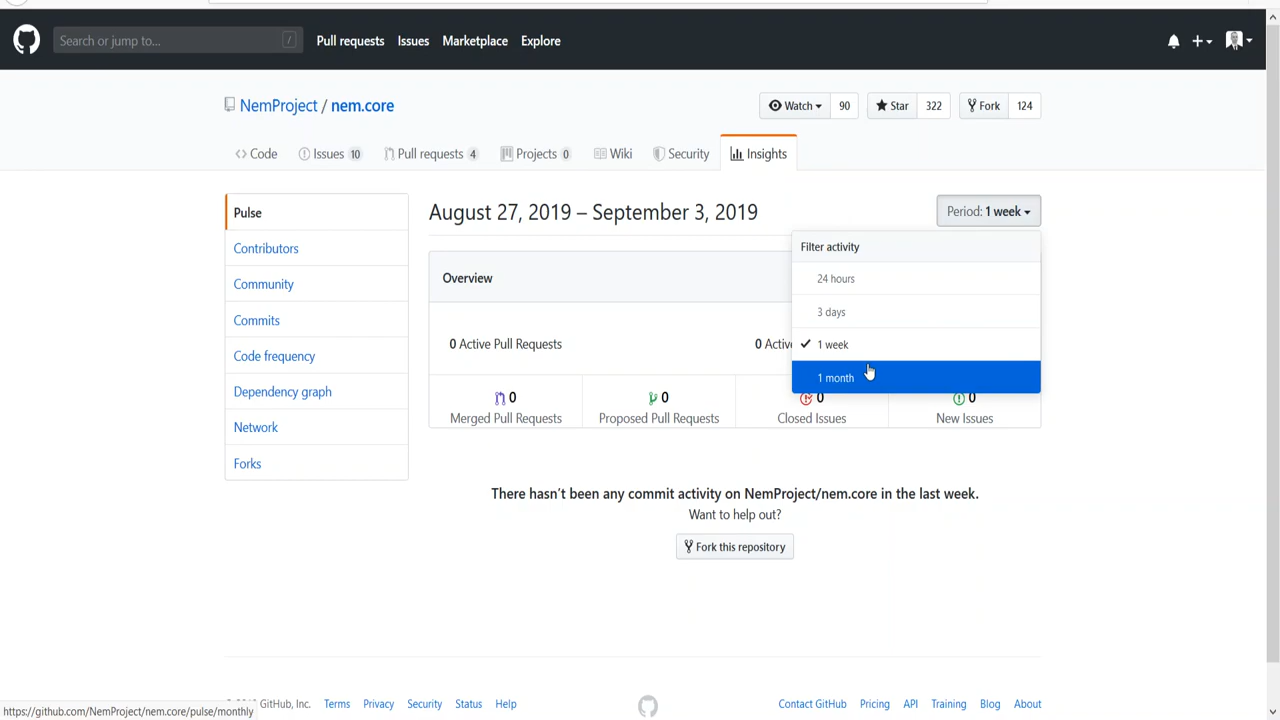 Search or jump to... /
Pull requests Issues Marketplace Explore
NemProject / nem.core
Watch 90 Star 322 Fork 124
Code Issues 10 Pull requests 4 Projects 0 Wiki Security Insights
Pulse
Contributors
Community
Commits
Code frequency
Dependency graph
Network
Forks
August 27, 2019 – September 3, 2019
Period: 1 week
Filter activity
24 hours
3 days
1 week
1 month
Overview
0 Active Pull Requests
0 Active
0 Merged Pull Requests
0 Proposed Pull Requests
0 Closed Issues
0 New Issues
There hasn't been any commit activity on NemProject/nem.core in the last week.
Want to help out?
Fork this repository
GitHub, Inc. Terms Privacy Security Status Help
Contact GitHub Pricing API Training Blog About
https://github.com/NemProject/nem.core/pulse/monthly